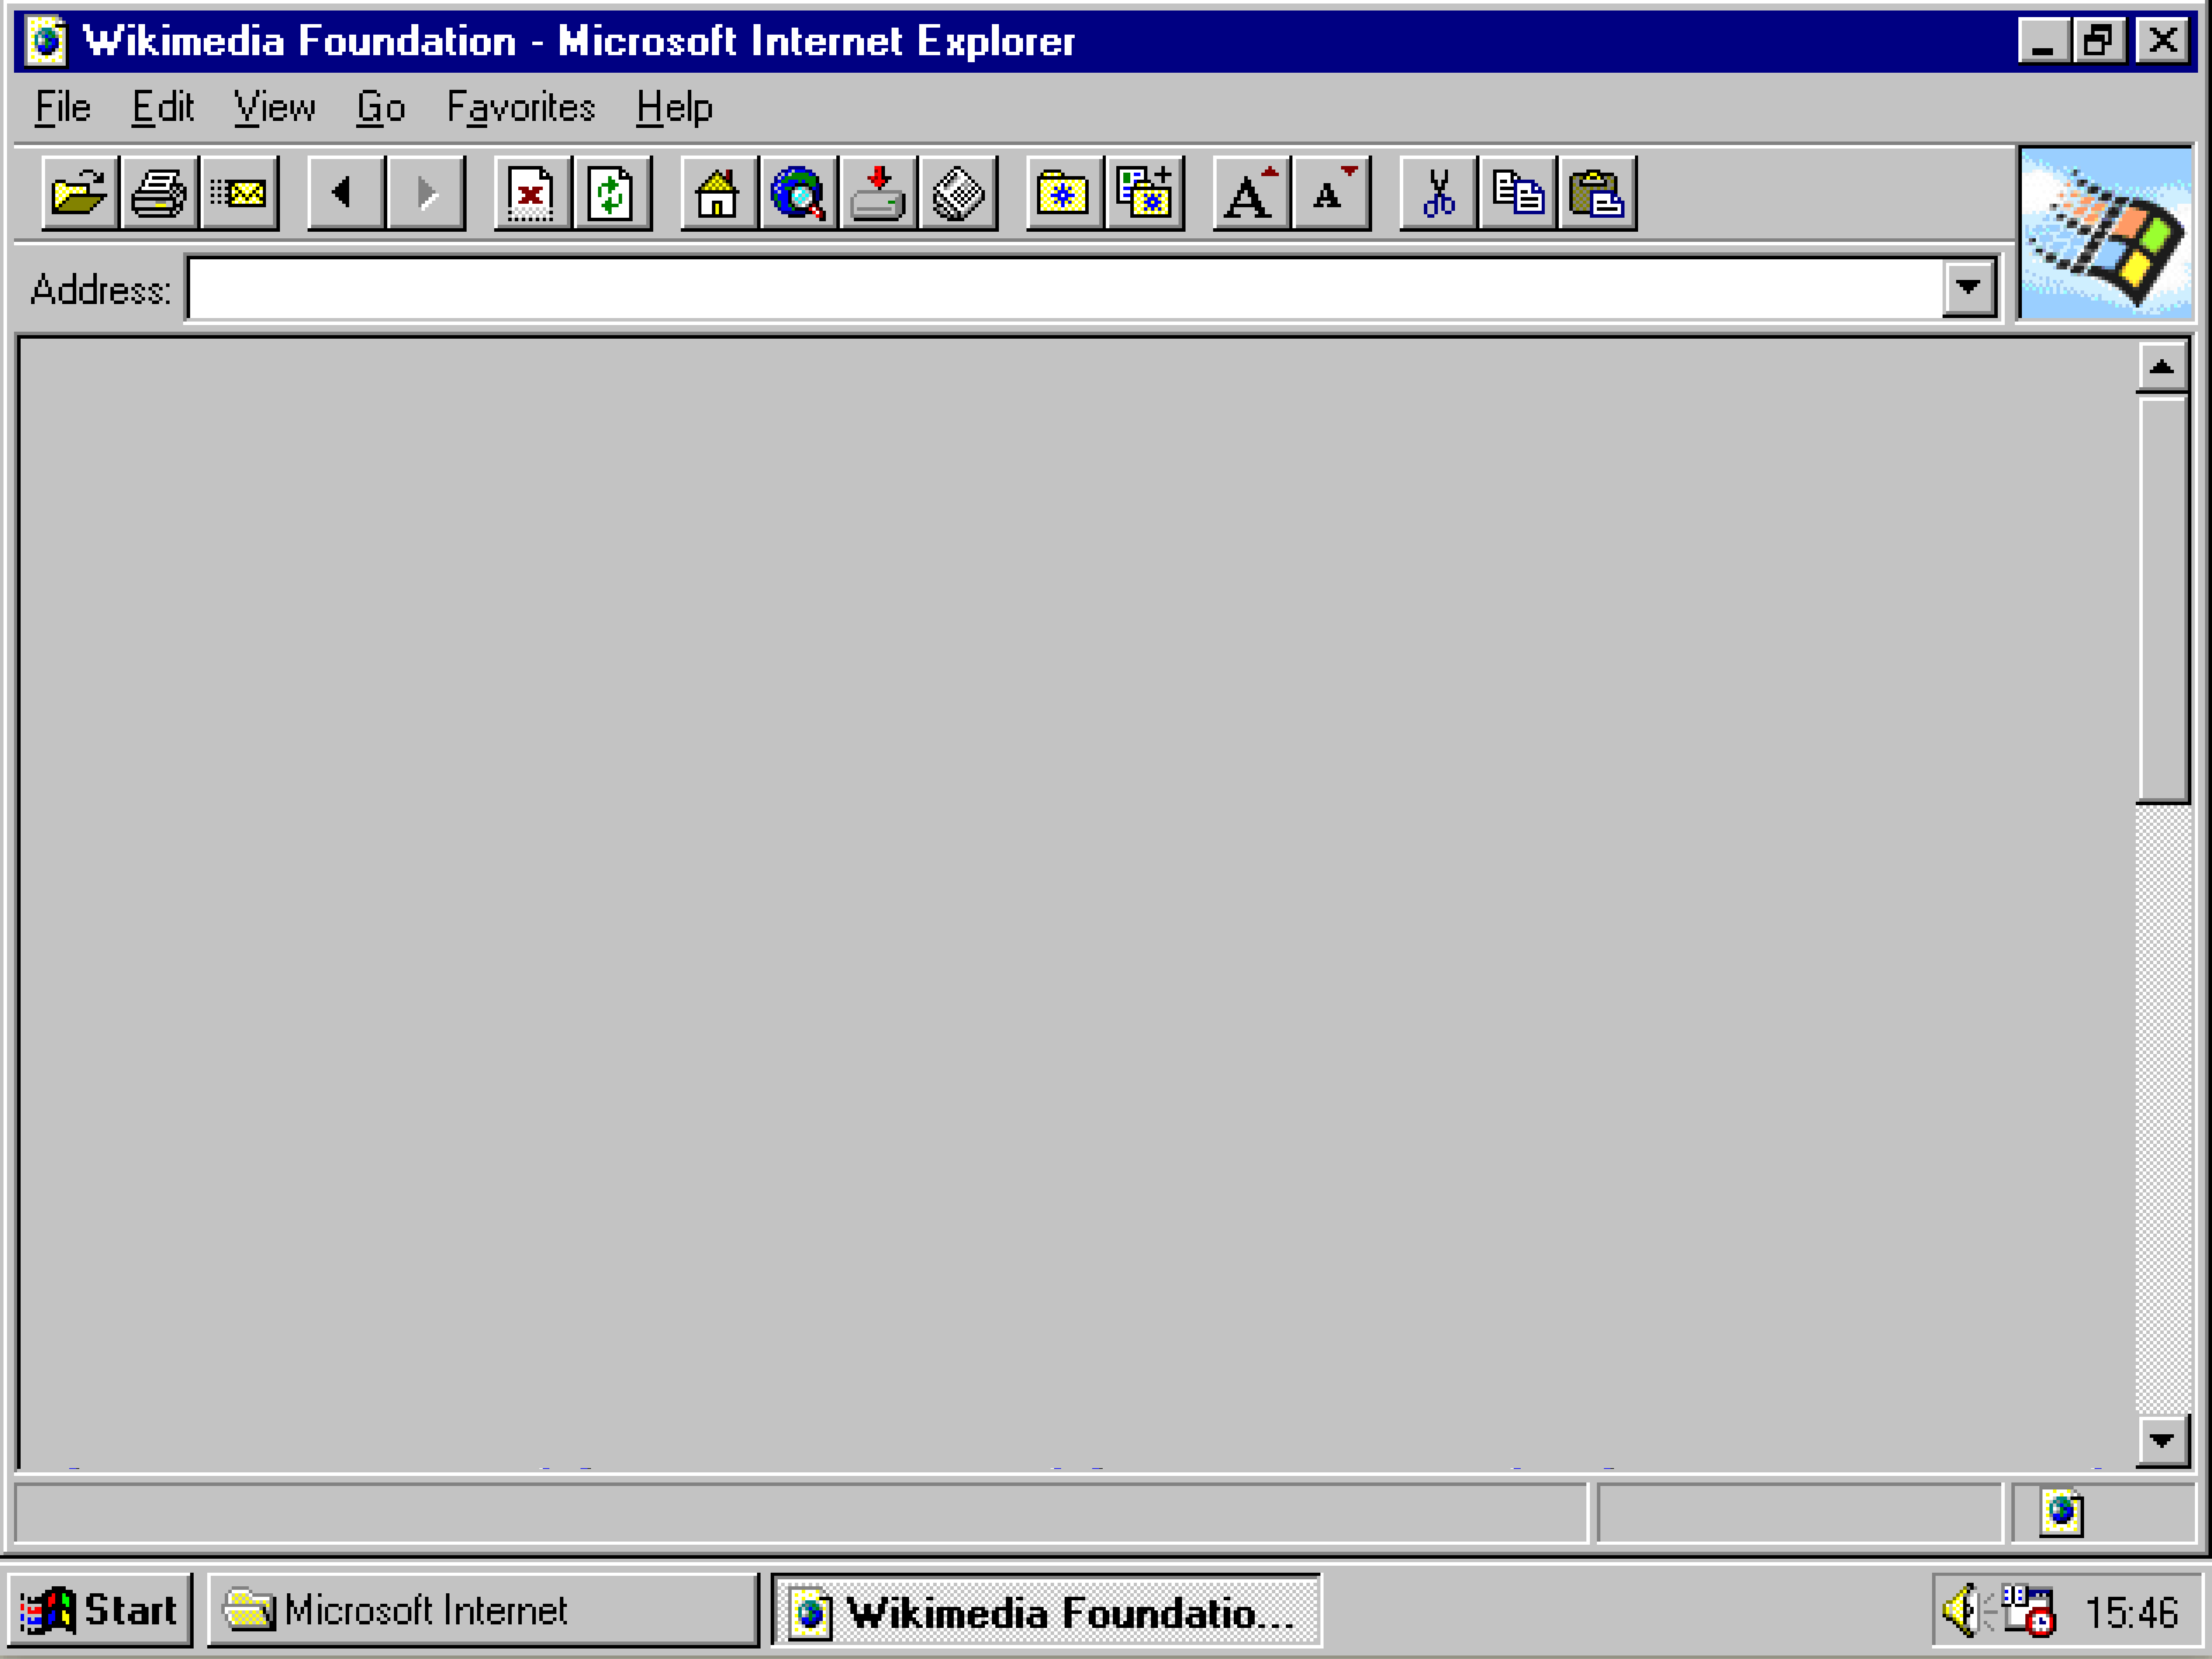 Wikimedia Foundation - Microsoft Internet Explorer
File Edit View Go Favorites Help
Address:
Start Microsoft Internet Wikimedia Foundatio... 15:46